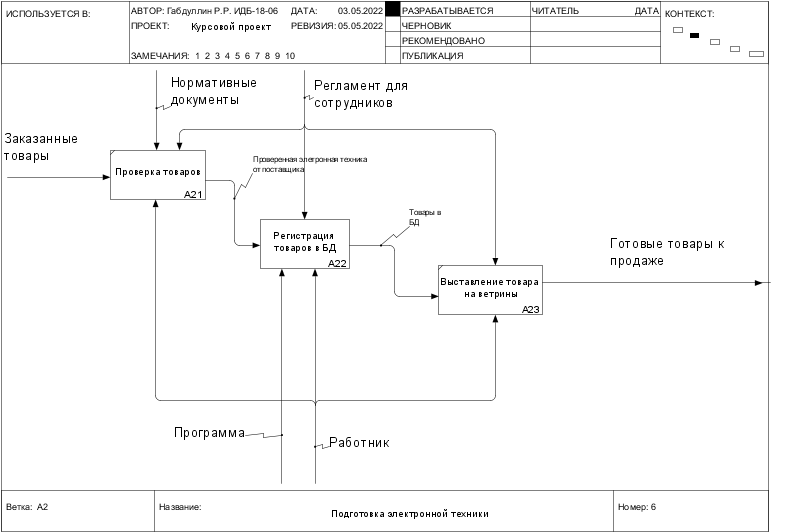 ИСПОЛЬЗУЕТСЯ В:
АВТОР: Габдуллин Р.Р. ИДБ-18-06
ДАТА: 03.05.2022
ПРОЕКТ: Курсовой проект
РЕВИЗИЯ: 05.05.2022
ЗАМЕЧАНИЯ: 1 2 3 4 5 6 7 8 9 10
РАЗРАБАТЫВАЕТСЯ
ЧЕРНОВИК
РЕКОМЕНДОВАНО
ПУБЛИКАЦИЯ
ЧИТАТЕЛЬ
ДАТА
КОНТЕКСТ:
Нормативные
документы
Регламент для
сотрудников
Заказанные
товары
Проверка товаров
A21
Проверенная элетронная техника
от поставщика
Регистрация
товаров в БД
A22
Товары в
БД
Выставление товара
на ветрины
A23
Готовые товары к
продаже
Программа
Работник
Ветка: A2
Название:
Подготовка электронной техники
Номер: 6